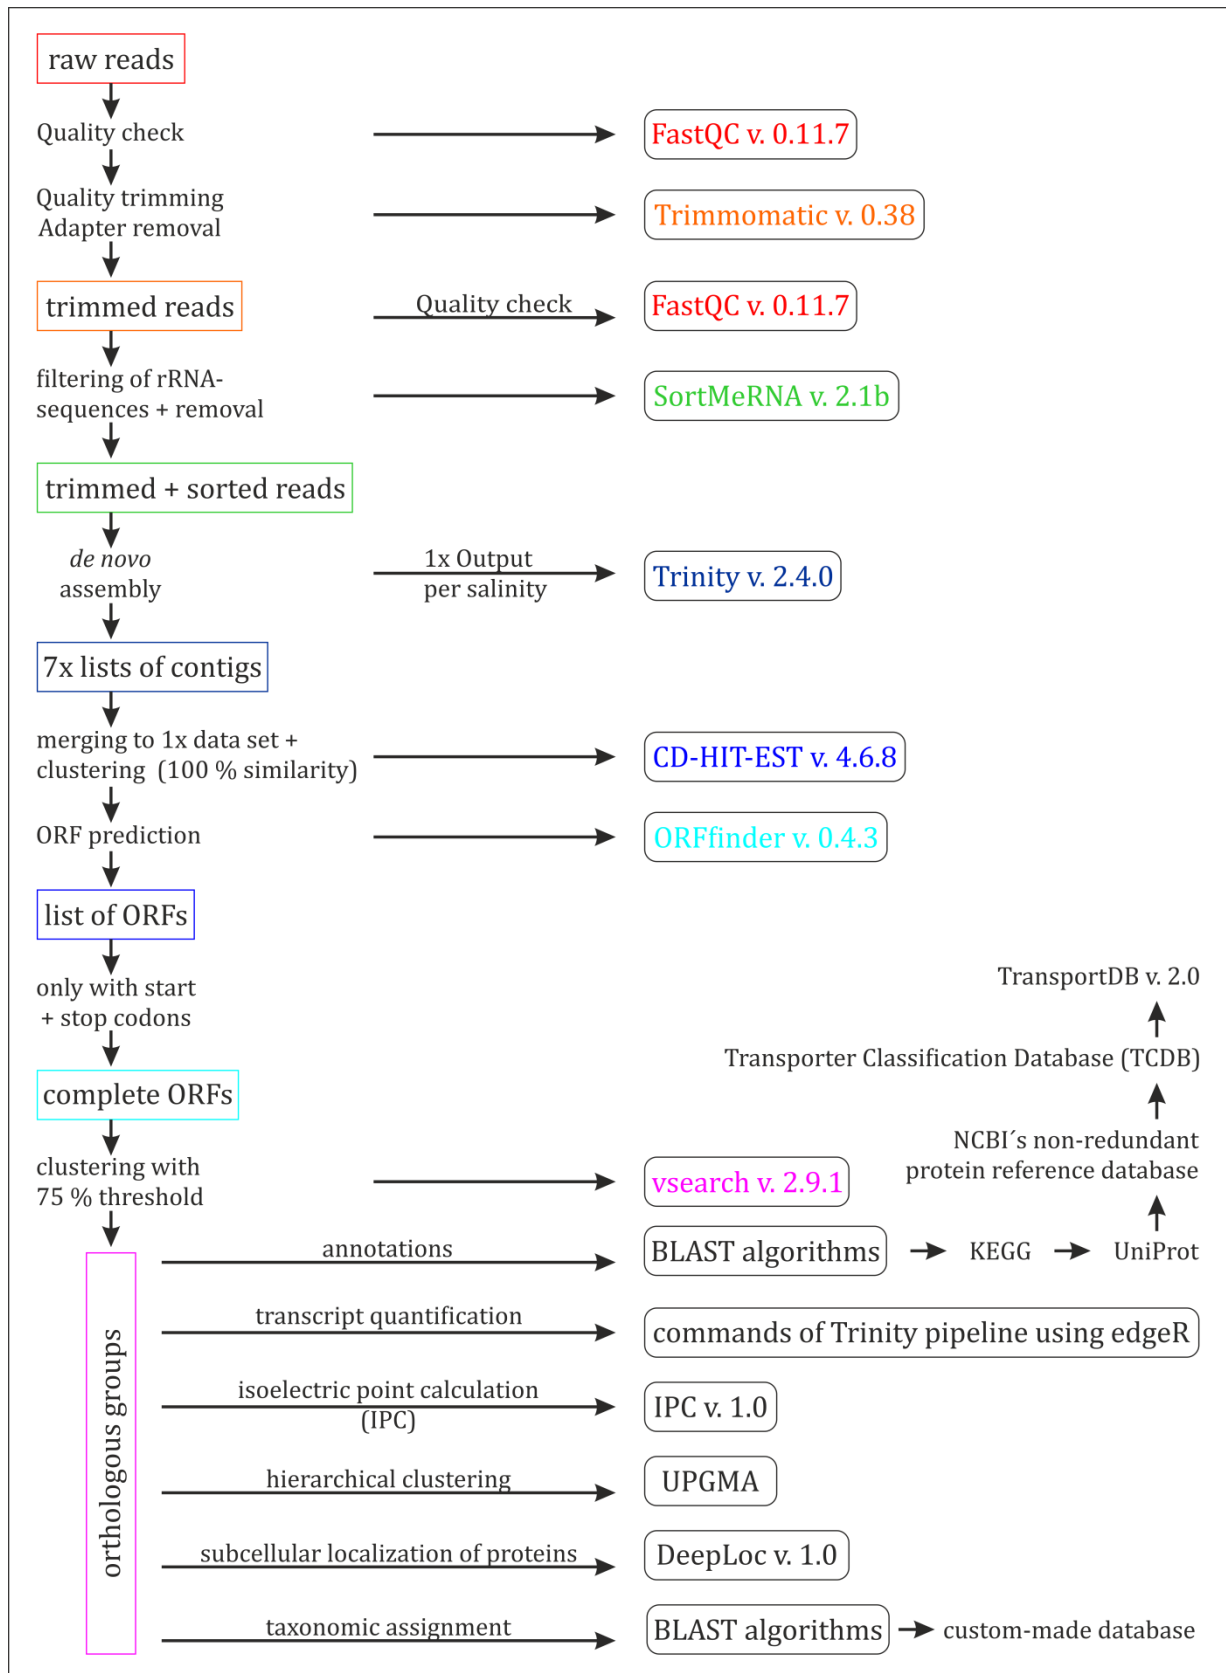 raw reads
Quality check
FastQC v. 0.11.7
Quality trimming
Adapter removal
Trimmomatic v. 0.38
trimmed reads
Quality check
FastQC v. 0.11.7
filtering of rRNA-
sequences + removal
SortMeRNA v. 2.1b
trimmed + sorted reads
de novo
assembly
1x Output
per salinity
Trinity v. 2.4.0
7x lists of contigs
merging to 1x data set +
clustering (100 % similarity)
CD-HIT-EST v. 4.6.8
ORF prediction
ORFfinder v. 0.4.3
list of ORFs
only with start
+ stop codons
complete ORFs
clustering with
75 % threshold
vsearch v. 2.9.1
orthologous groups
annotations
BLAST algorithms
KEGG
UniProt
NCBI´s non-redundant
protein reference database
Transporter Classification Database (TCDB)
TransportDB v. 2.0
transcript quantification
commands of Trinity pipeline using edgeR
isoelectric point calculation
(IPC)
IPC v. 1.0
hierarchical clustering
UPGMA
subcellular localization of proteins
DeepLoc v. 1.0
taxonomic assignment
BLAST algorithms
custom-made database